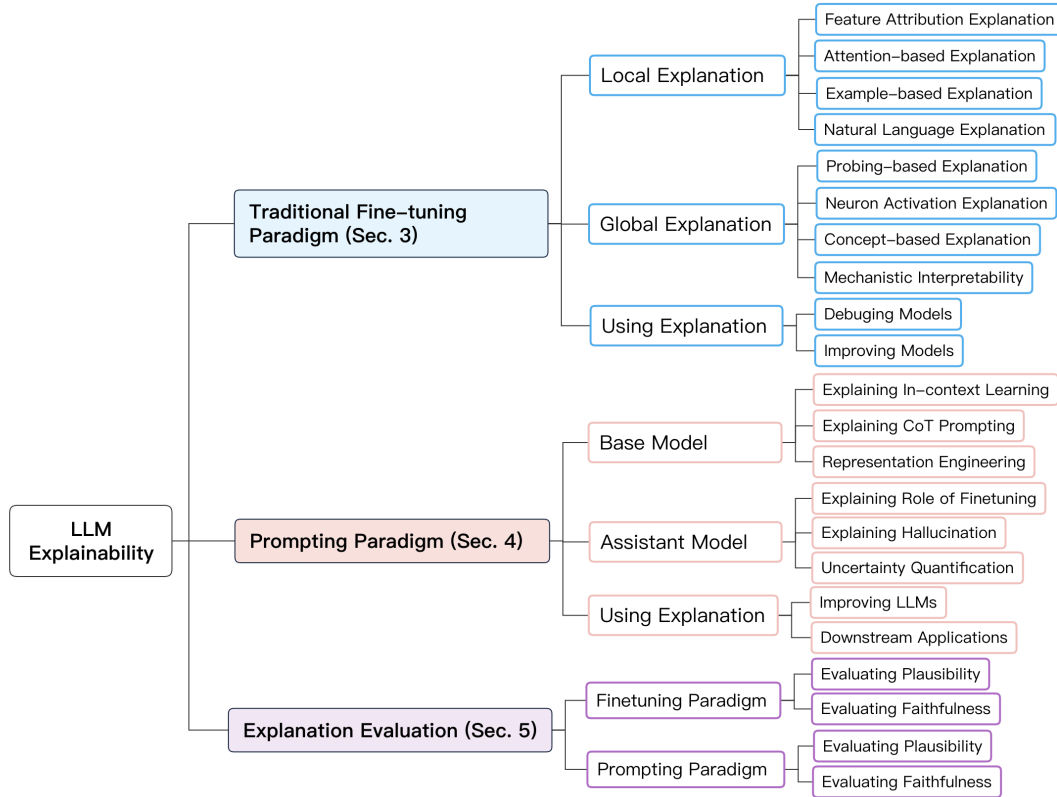 LLM
Explainability
Traditional Fine-tuning
Paradigm (Sec. 3)
Local Explanation
Feature Attribution Explanation
Attention-based Explanation
Example-based Explanation
Natural Language Explanation
Global Explanation
Probing-based Explanation
Neuron Activation Explanation
Concept-based Explanation
Mechanistic Interpretability
Using Explanation
Debuging Models
Improving Models
Prompting Paradigm (Sec. 4)
Base Model
Explaining In-context Learning
Explaining CoT Prompting
Representation Engineering
Assistant Model
Explaining Role of Finetuning
Explaining Hallucination
Uncertainty Quantification
Using Explanation
Improving LLMs
Downstream Applications
Explanation Evaluation (Sec. 5)
Finetuning Paradigm
Evaluating Plausibility
Evaluating Faithfulness
Prompting Paradigm
Evaluating Plausibility
Evaluating Faithfulness